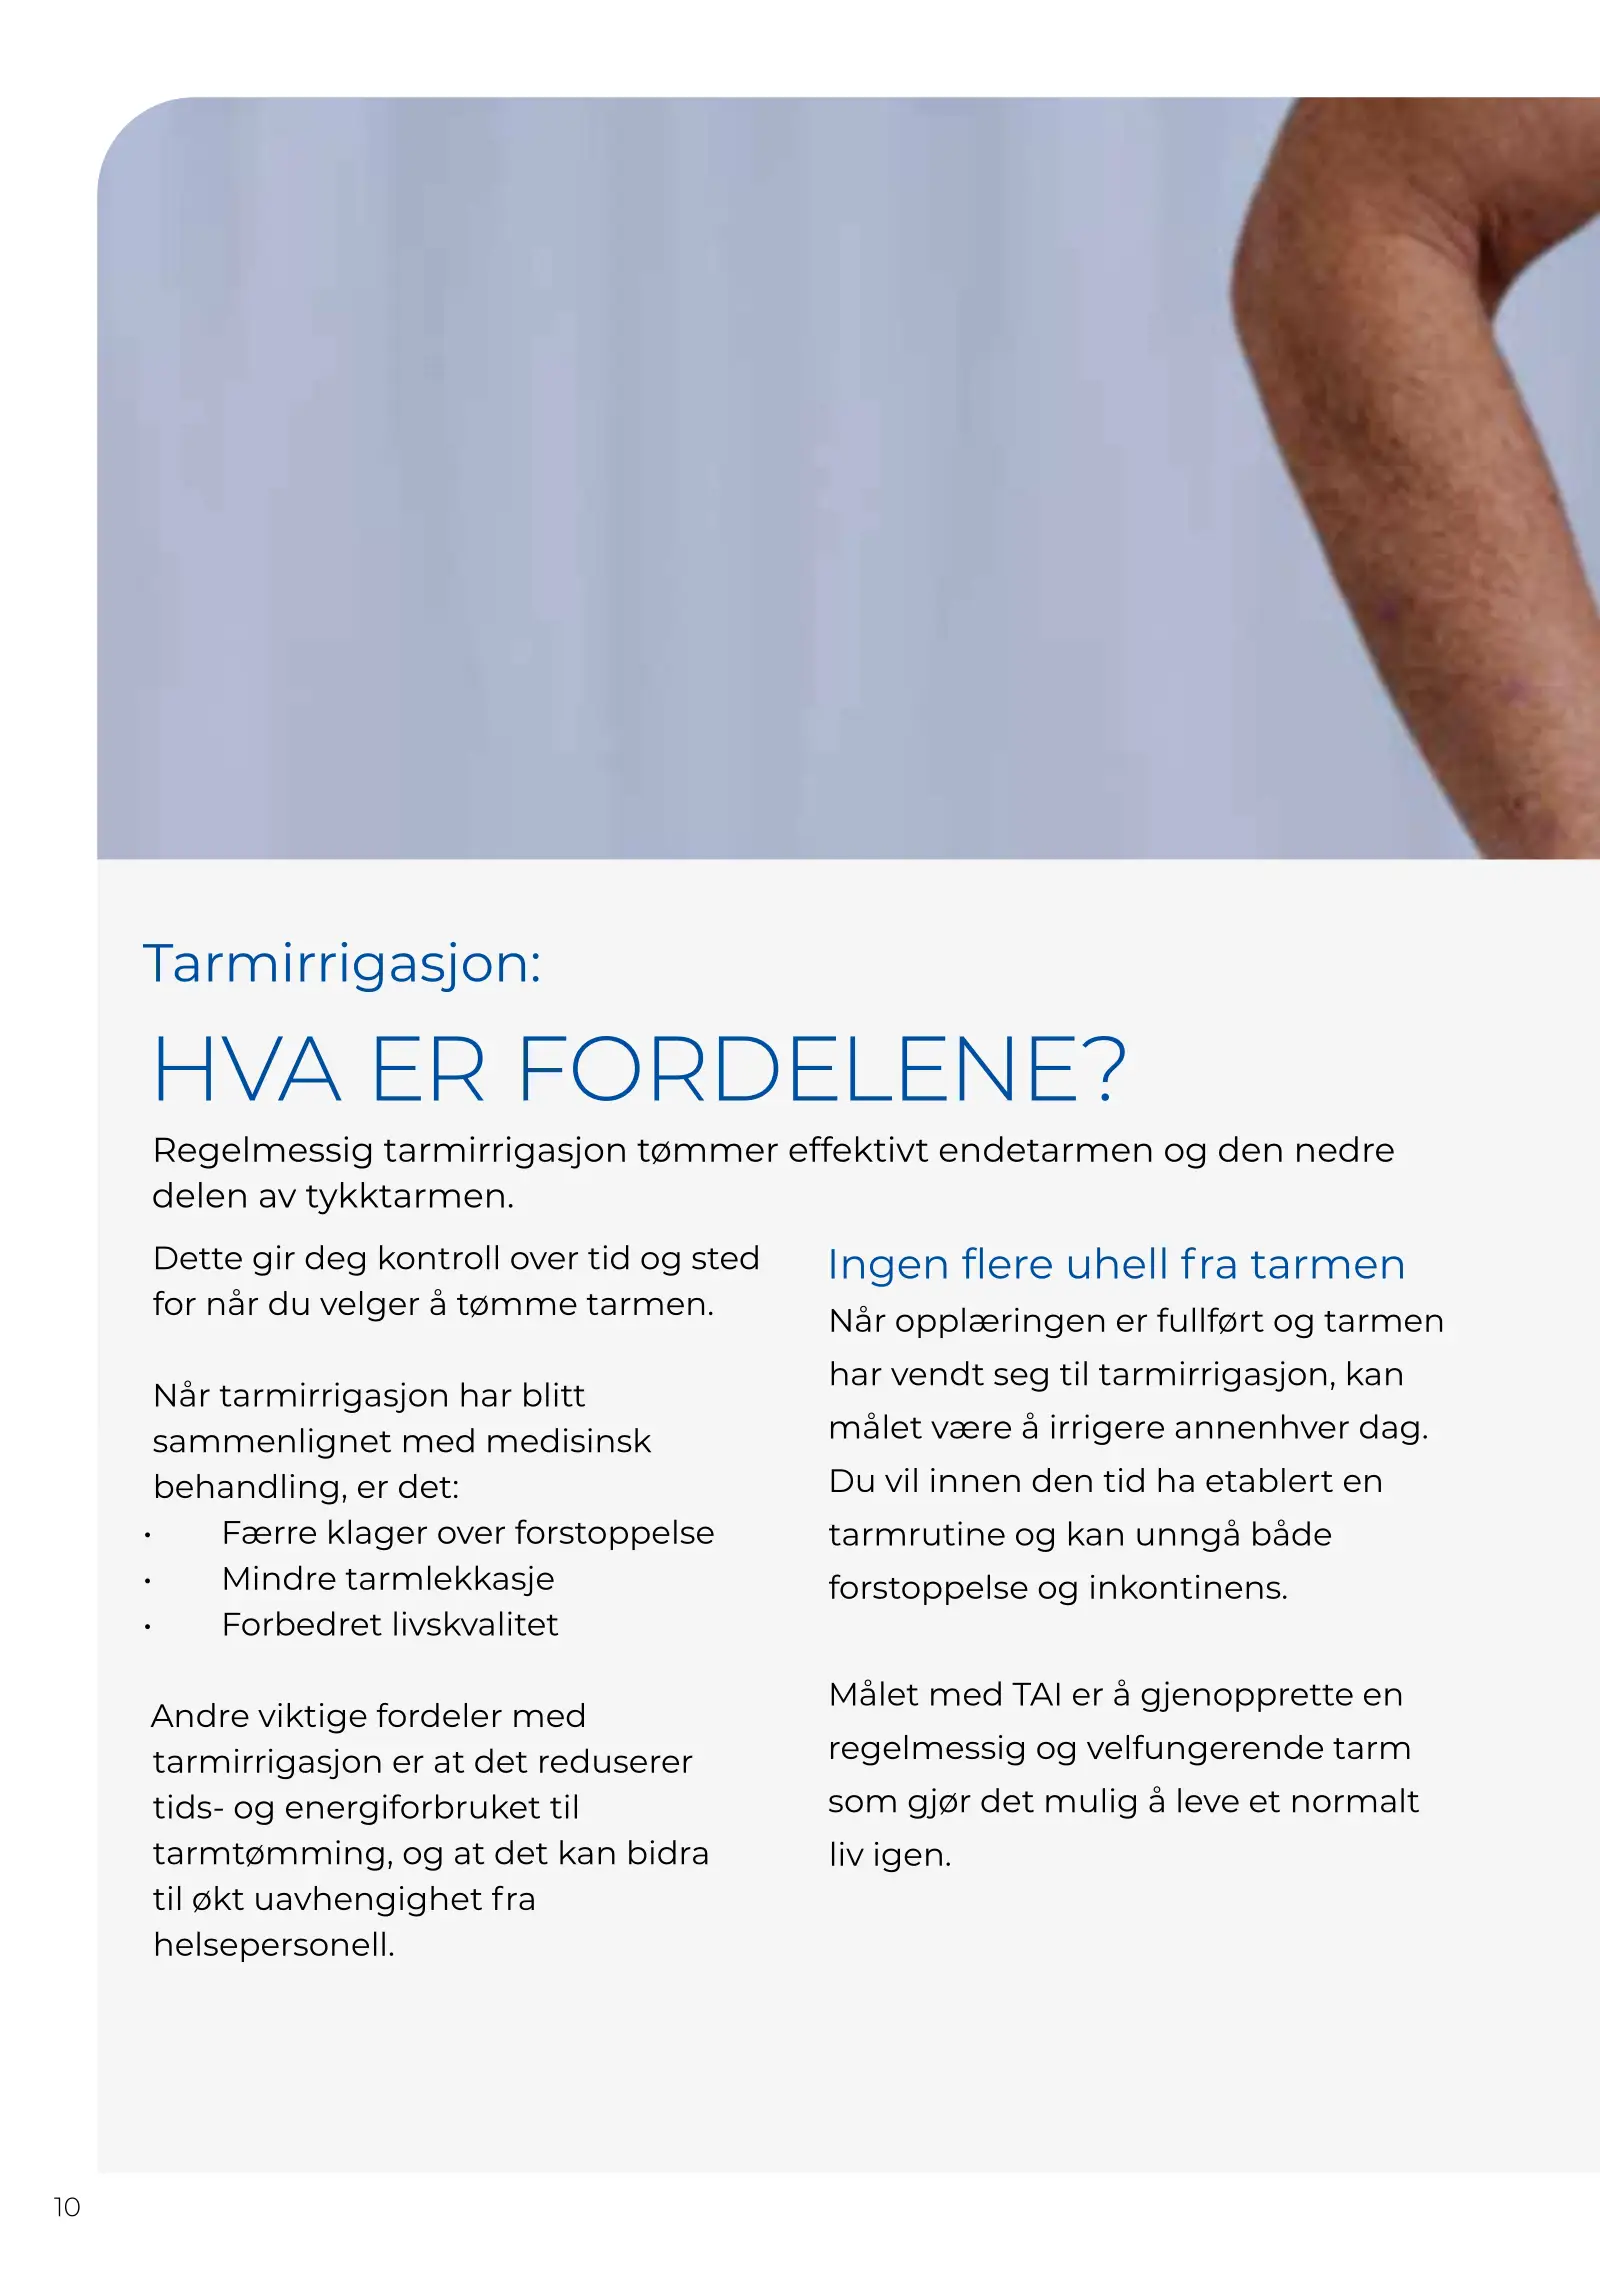 Tarmirrigasjon:
HVA ER FORDELENE?
Regelmessig tarmirrigasjon tømmer effektivt endetarmen og den nedre
delen av tykktarmen.
Dette gir deg kontroll over tid og sted
for når du velger å tømme tarmen.
Når tarmirrigasjon har blitt
sammenlignet med medisinsk
behandling, er det:
• Færre klager over forstoppelse
• Mindre tarmlekkasje
• Forbedret livskvalitet
Andre viktige fordeler med
tarmirrigasjon er at det reduserer
tids- og energiforbruket til
tarmtømming, og at det kan bidra
til økt uavhengighet fra
helsepersonell.
Ingen flere uhell fra tarmen
Når opplæringen er fullført og tarmen
har vendt seg til tarmirrigasjon, kan
målet være å irrigere annenhver dag.
Du vil innen den tid ha etablert en
tarmrutine og kan unngå både
forstoppelse og inkontinens.
Målet med TAI er å gjenopprette en
regelmessig og velfungerende tarm
som gjør det mulig å leve et normalt
liv igen.
10